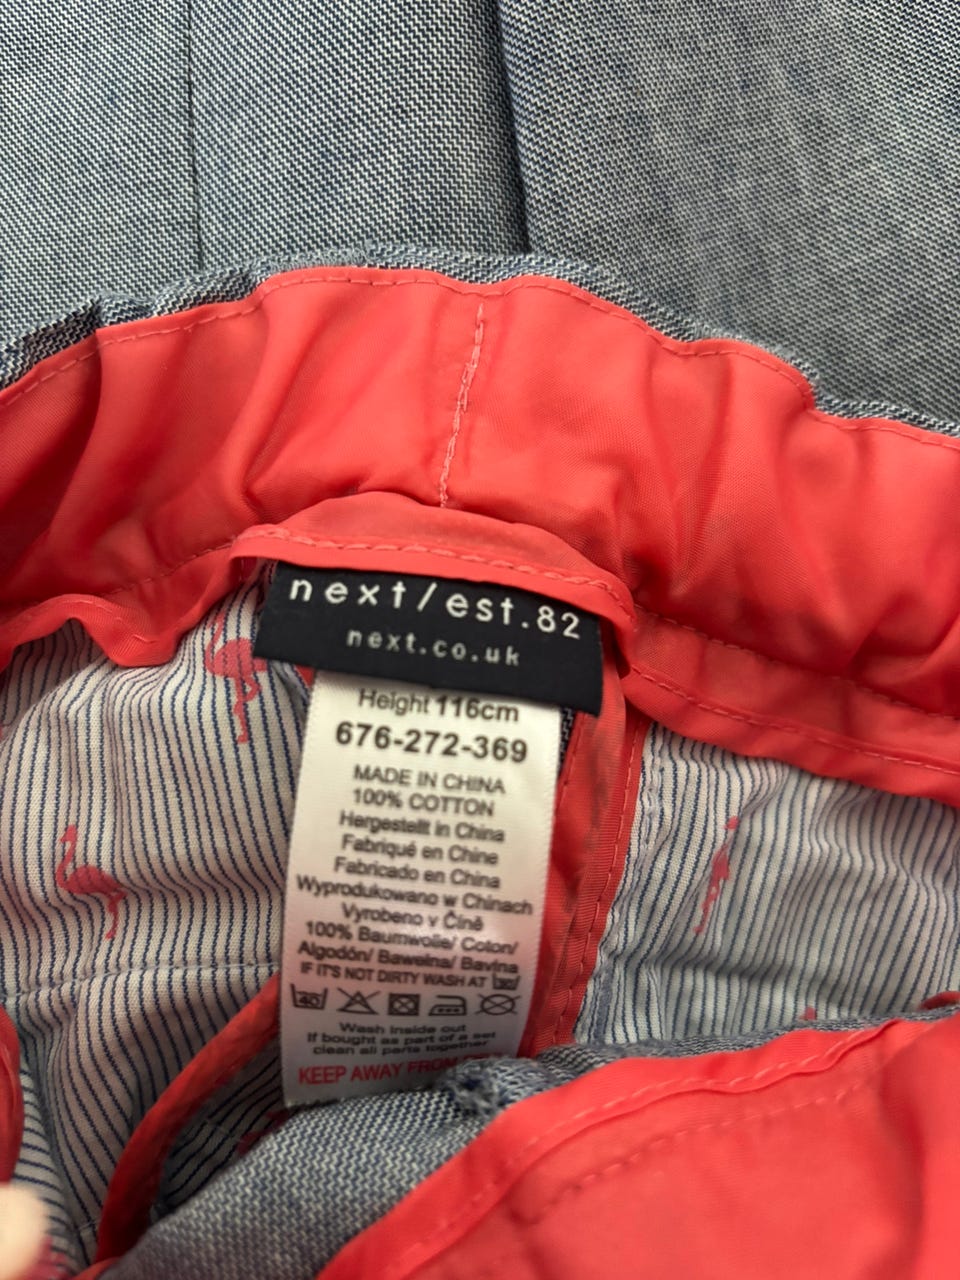 next/est.82
next.co.uk
Height 116cm
676-272-369
MADE IN CHINA
100% COTTON
Hergestellt in China
Fabriqué en Chine
Fabricado en China
Wyprodukowano w Chinach
Vyrobeno v Číně
100% Baumwolle/ Coton/
Algodón/ Bawełna/ Bavlna
IF IT'S NOT DIRTY WASH AT 30
40
Wash inside out
If bought as part of a set
clean all parts together
KEEP AWAY FROM